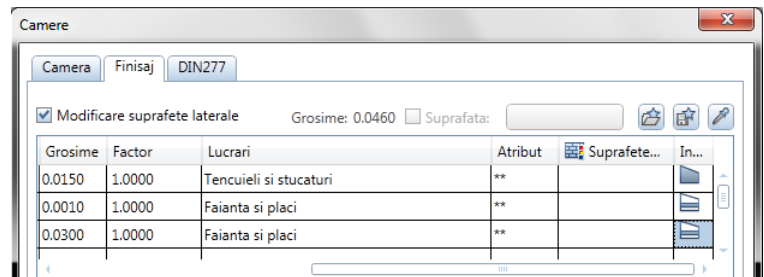 Camere
Camera Finisaj DIN277
Modificare suprafete laterale Grosime: 0.0460 Suprafata:
Grosime Factor Lucrari Atribut Suprafete... In...
0.0150 1.0000 Tencuieli si stucaturi **
0.0010 1.0000 Faianta si placi **
0.0300 1.0000 Faianta si placi **